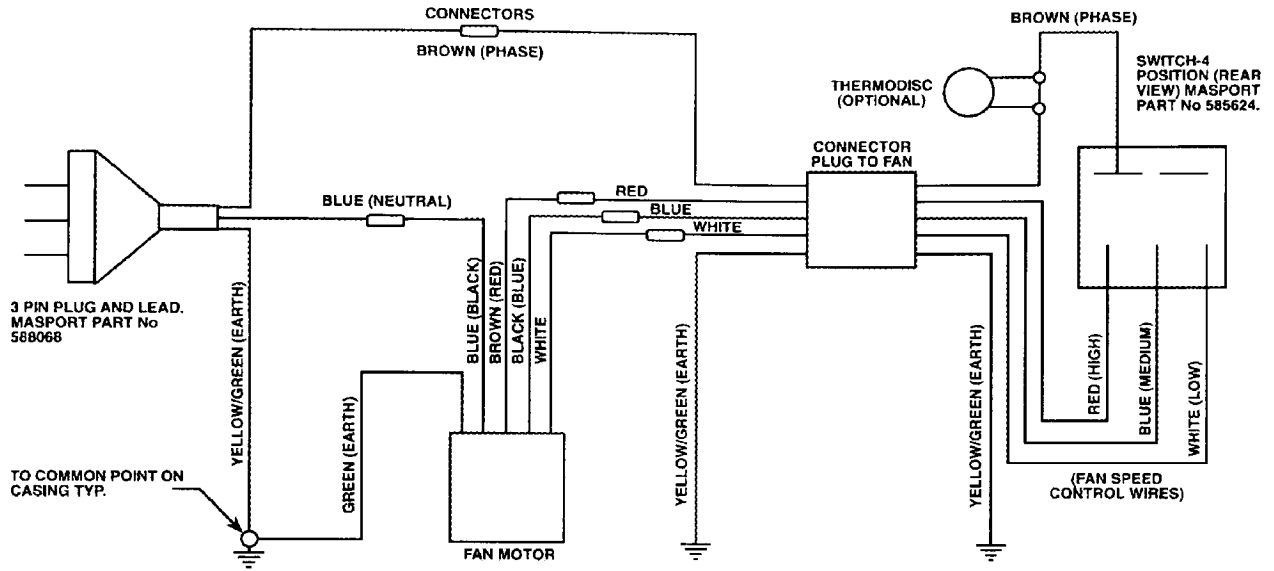 CONNECTORS
BROWN (PHASE)
BROWN (PHASE)
SWITCH-4
POSITION (REAR
VIEW) MASPORT
PART No 585624.
THERMODISC
(OPTIONAL)
CONNECTOR
PLUG TO FAN
BLUE (NEUTRAL)
RED
BLUE
WHITE
3 PIN PLUG AND LEAD.
MASPORT PART No
588068
YELLOW/GREEN (EARTH)
GREEN (EARTH)
BLUE (BLACK)
BROWN (RED)
BLACK (BLUE)
WHITE
YELLOW/GREEN (EARTH)
YELLOW/GREEN (EARTH)
RED (HIGH)
BLUE (MEDIUM)
WHITE (LOW)
TO COMMON POINT ON
CASING TYP.
(FAN SPEED
CONTROL WIRES)
FAN MOTOR